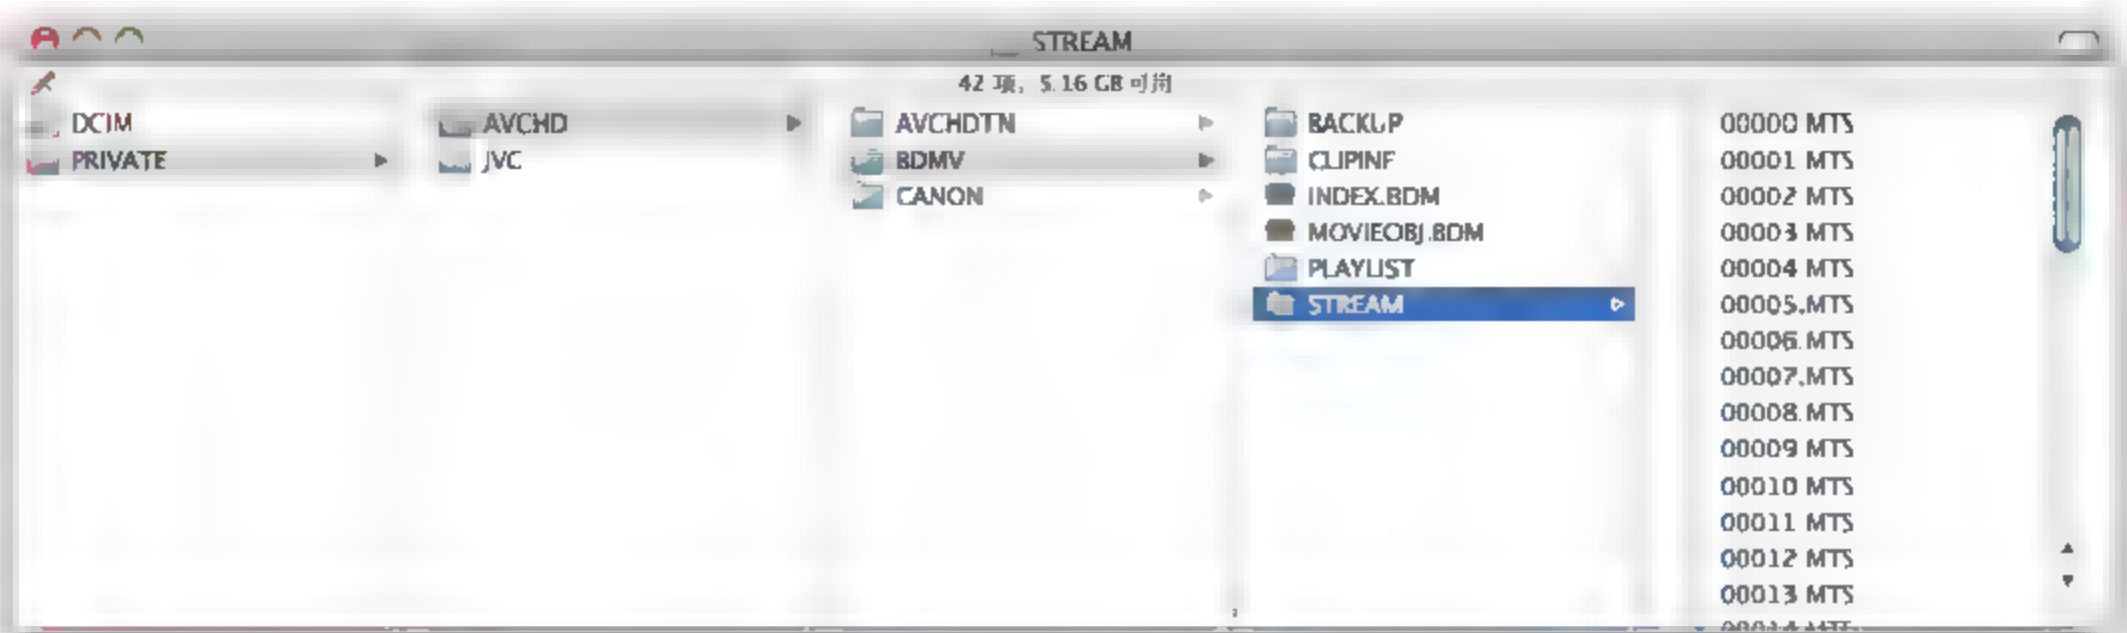 STREAM
42 项，5.16 GB 可用
DCIM
PRIVATE
AVCHD
JVC
AVCHDTN
BDMV
CANON
BACKUP
CLIPINF
INDEX.BDM
MOVIEOBJ.BDM
PLAYLIST
STREAM
00000.MTS
00001.MTS
00002.MTS
00003.MTS
00004.MTS
00005.MTS
00006.MTS
00007.MTS
00008.MTS
00009.MTS
00010.MTS
00011.MTS
00012.MTS
00013.MTS